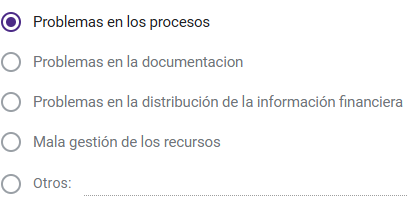 Problemas en los procesos
Problemas en la documentacion
Problemas en la distribución de la información financiera
Mala gestión de los recursos
Otros: